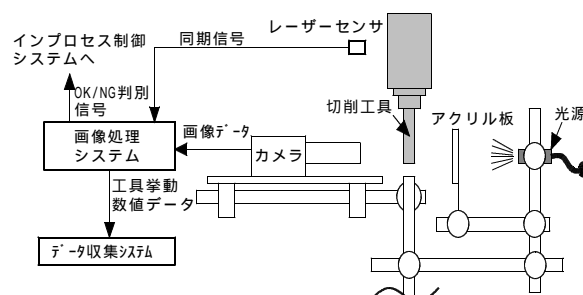 レーザーセンサ
インプロセス制御
システムへ
同期信号
OK/NG判別
信号
切削工具
アクリル板
光源
画像処理
システム
画像ﾃﾞｰﾀ
カメラ
工具挙動
数値データ
ﾃﾞｰﾀ収集ｼｽﾃﾑ